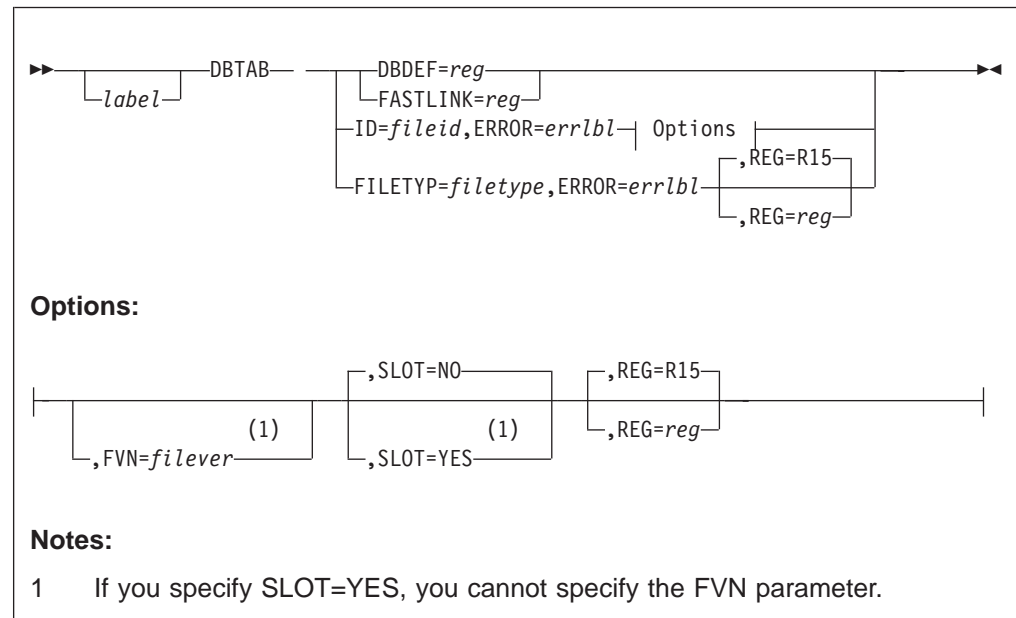 DBTAB DBDEF=reg
label FASTLINK=reg
ID=fileid,ERROR=errlbl Options
,REG=R15
FILETYP=filetype,ERROR=errlbl
,REG=reg
Options:
,SLOT=NO ,REG=R15
(1) (1) ,REG=reg
,FVN=filever ,SLOT=YES
Notes:
1 If you specify SLOT=YES, you cannot specify the FVN parameter.